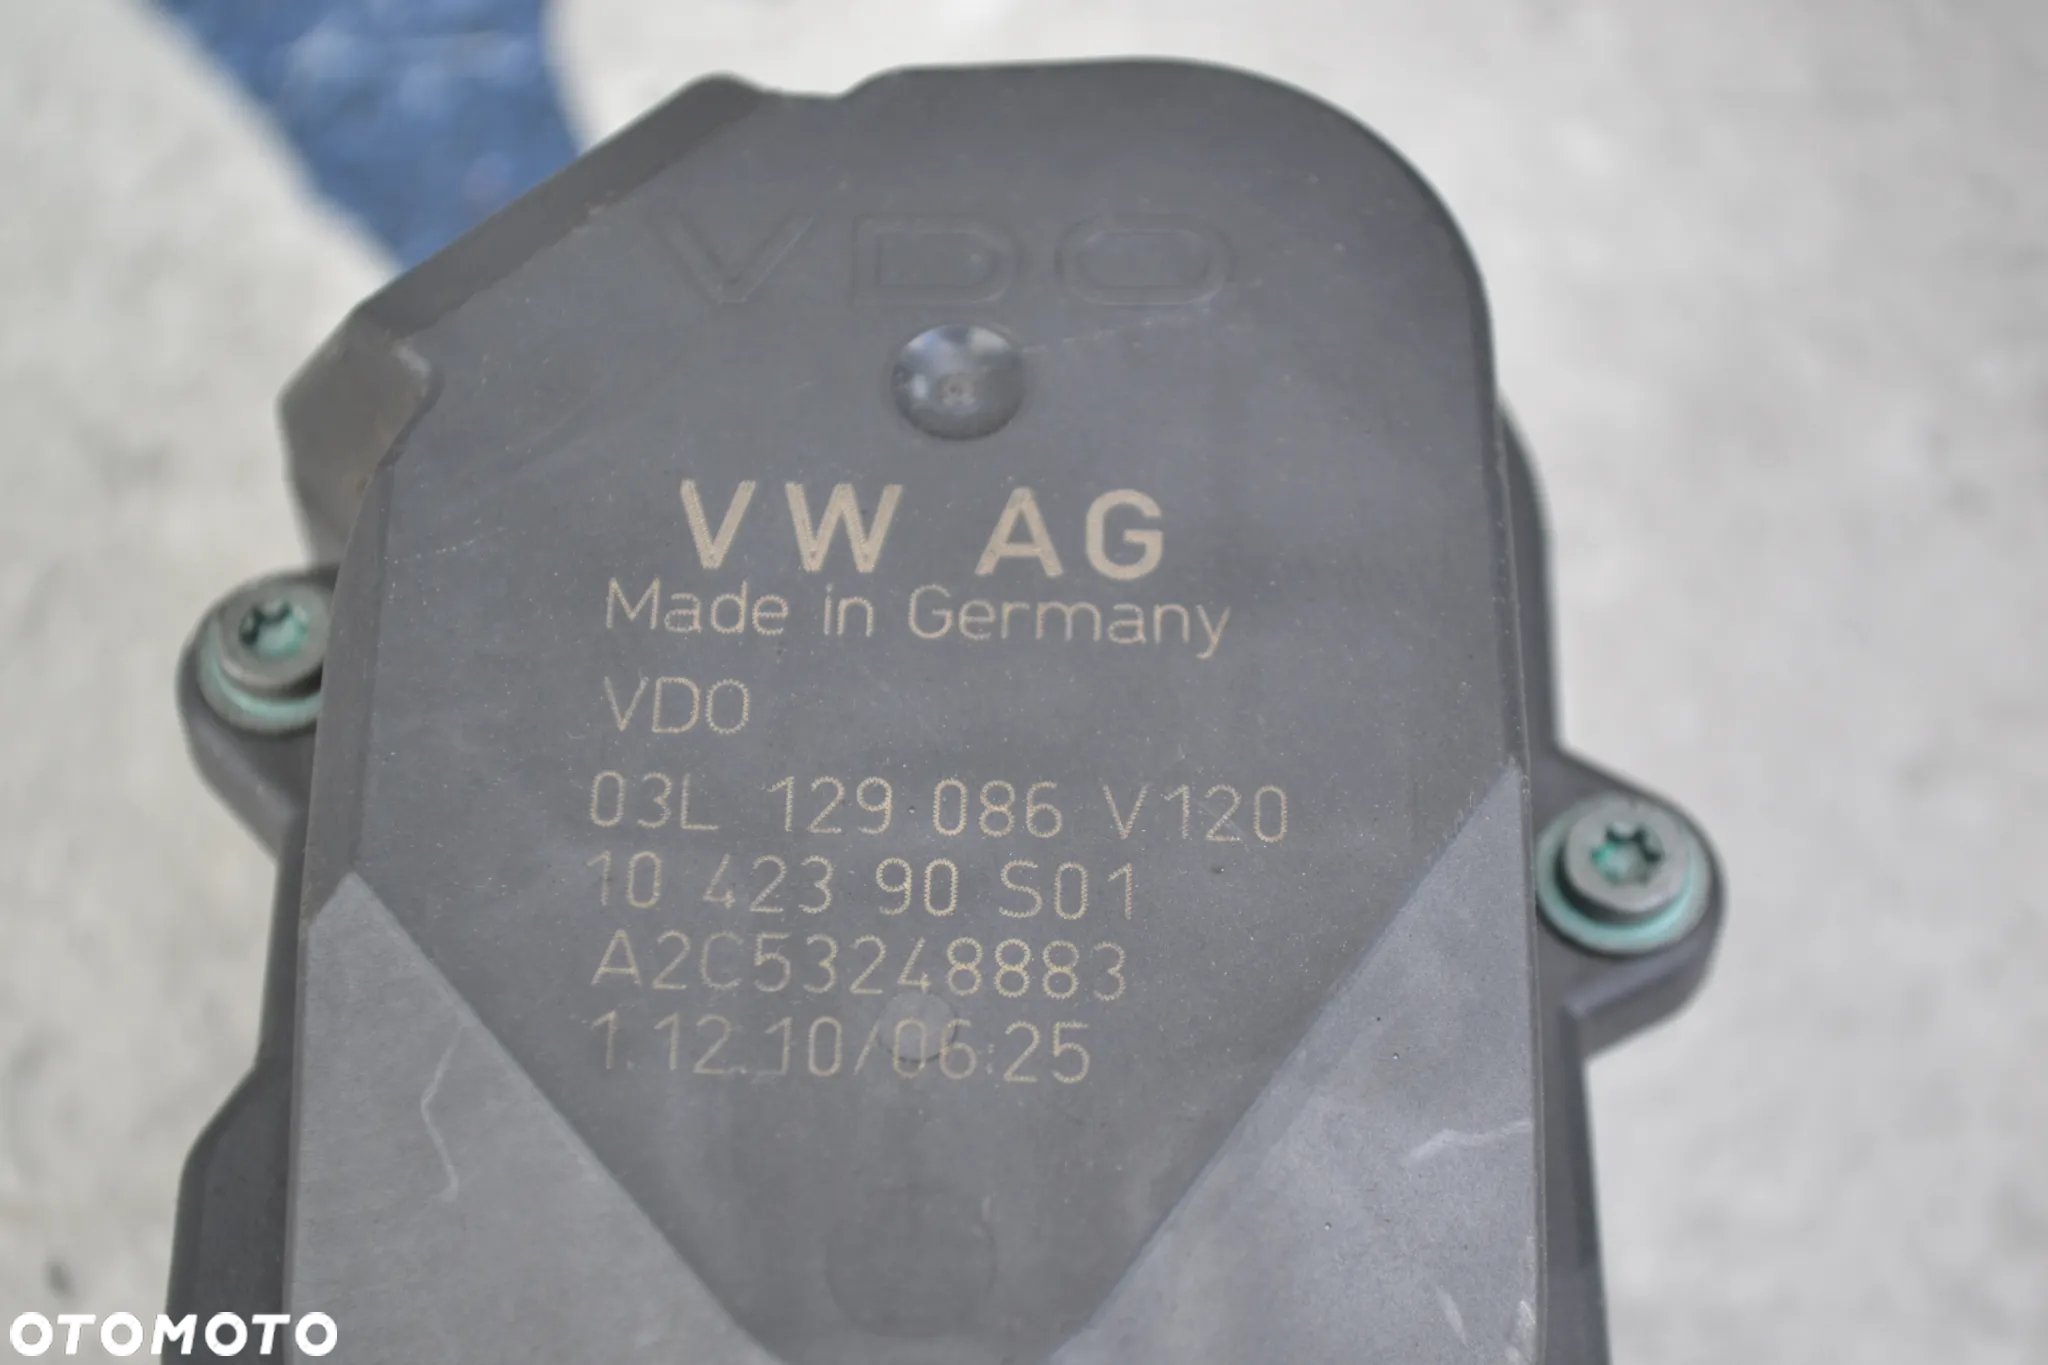 VDO
VW AG
Made in Germany
VDO
03L 129 086 V120
10 423 90 S01
A2C53248883
1.12.10/06:25
OTOMOTO